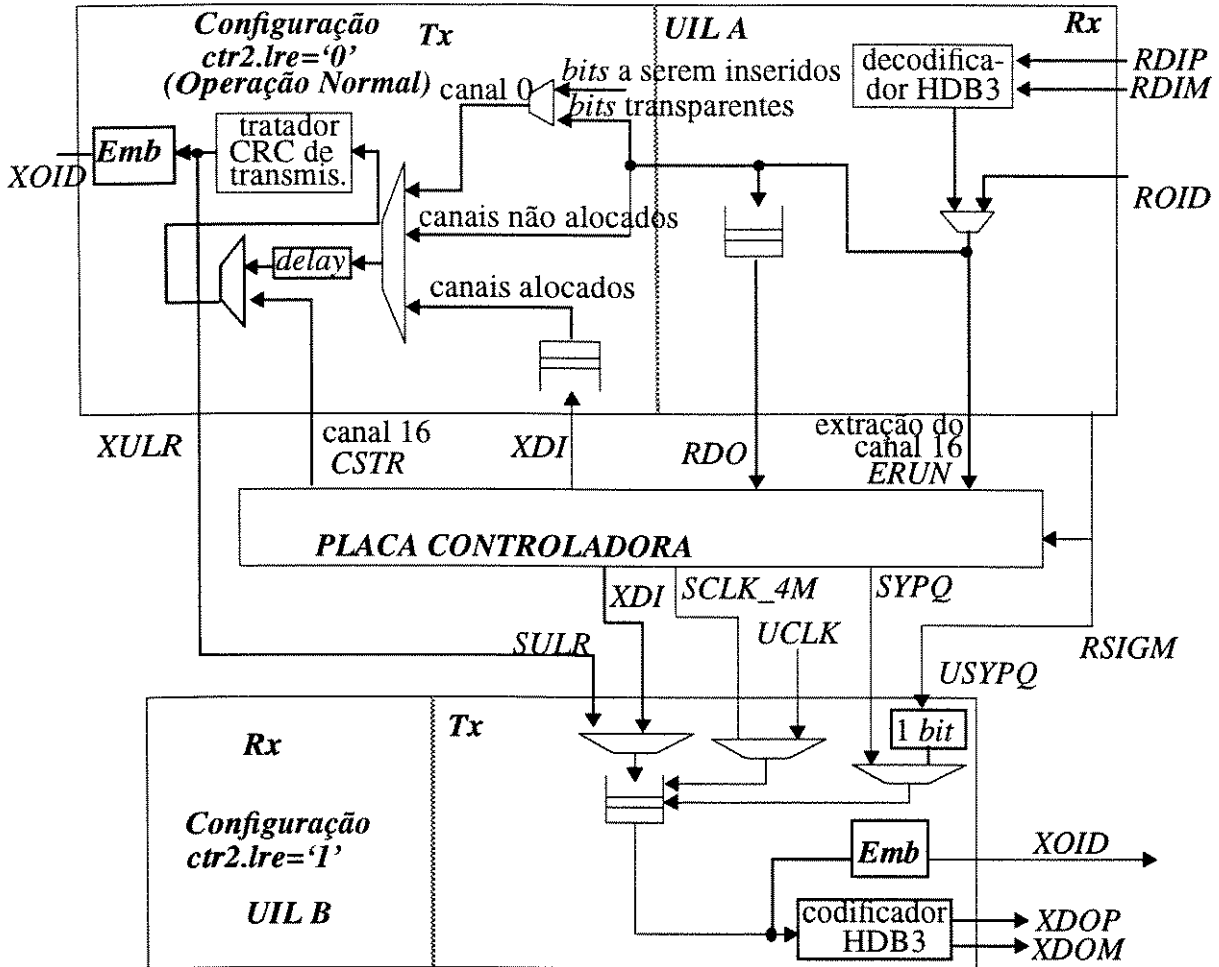 Configuração
ctr2.lre=‘0’
(Operação Normal)
Tx
UIL A
Rx
decodifica-
dor HDB3
RDIP
RDIM
bits a serem inseridos
canal 0
bits transparentes
Emb
tratador
CRC de
transmis.
XOID
ROID
canais não alocados
delay
canais alocados
XULR
canal 16
CSTR
XDI
RDO
extração do
canal 16
ERUN
PLACA CONTROLADORA
XDI
SCLK_4M
SYPQ
UCLK
SULR
RSIGM
USYPQ
Rx
Tx
1 bit
Configuração
ctr2.lre=‘1’
UIL B
Emb
XOID
codificador
HDB3
XDOP
XDOM